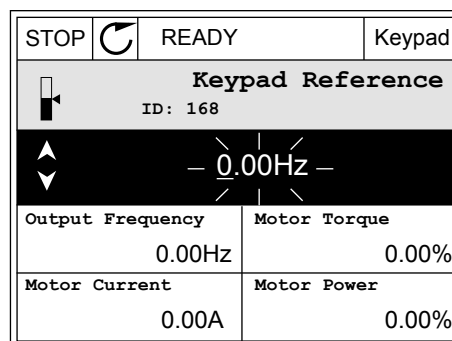 STOP READY Keypad
Keypad Reference
ID: 168
0.00Hz
Output Frequency Motor Torque
0.00Hz 0.00%
Motor Current Motor Power
0.00A 0.00%